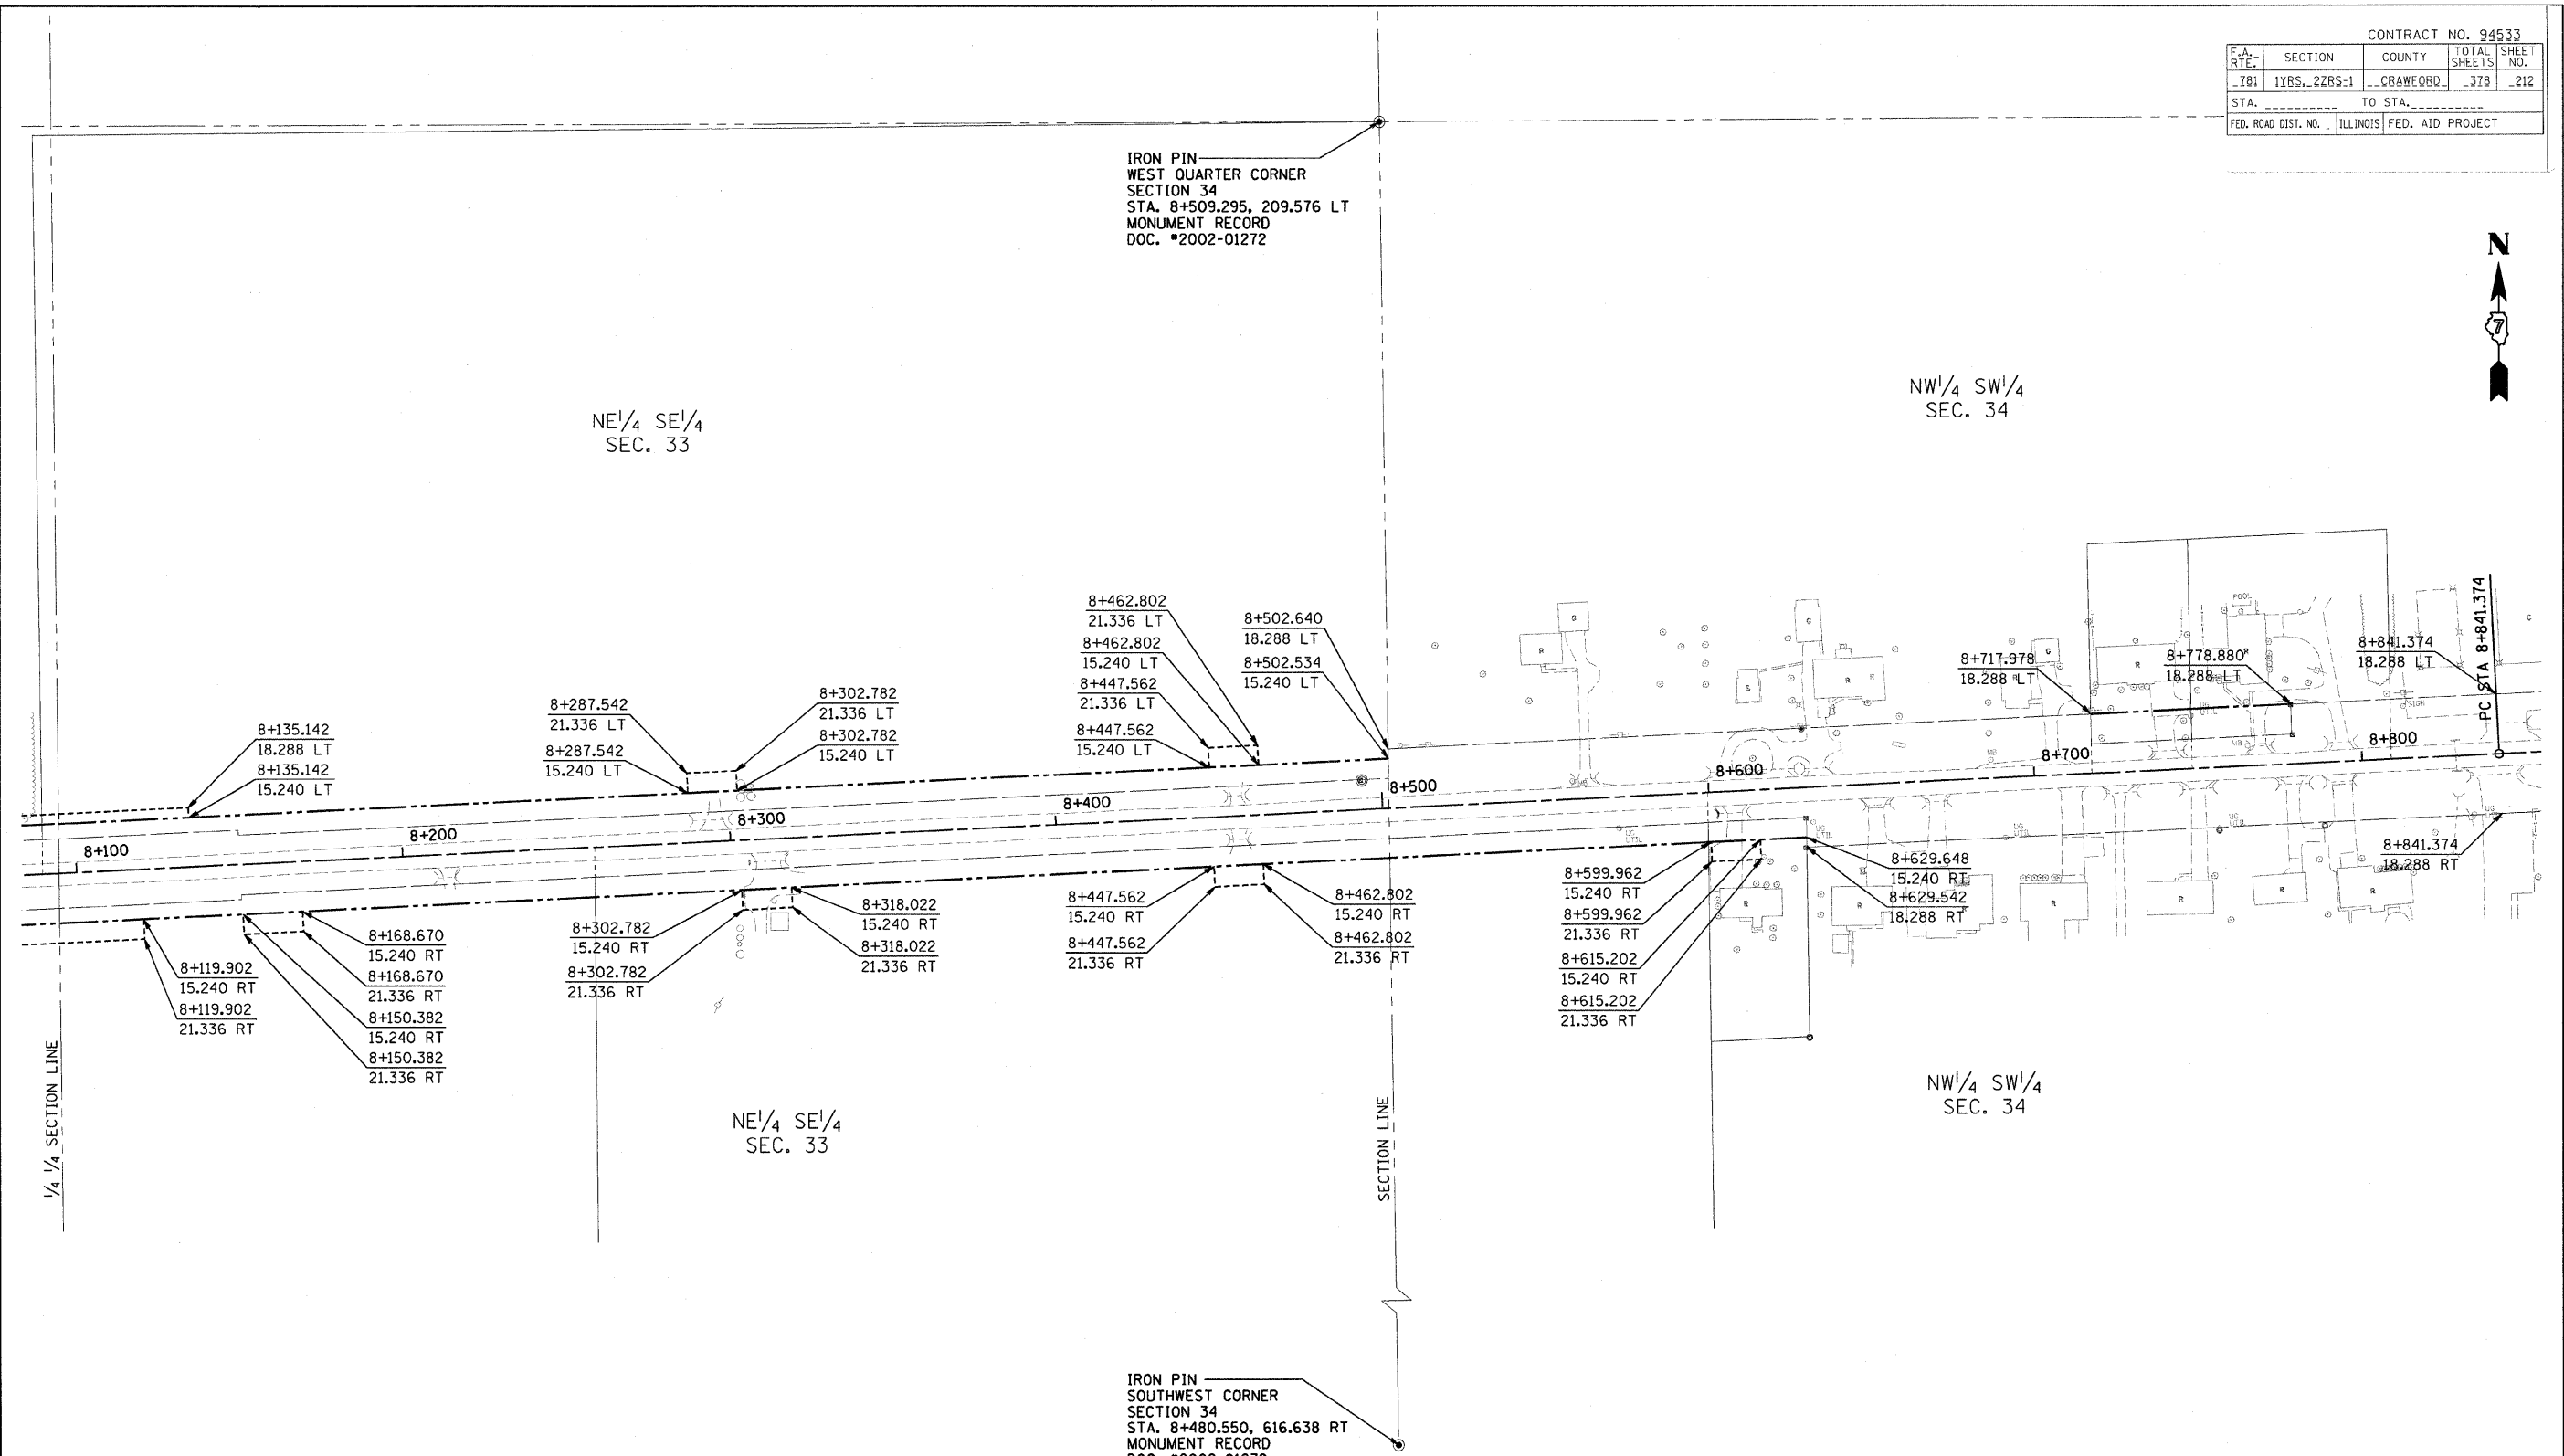 CONTRACT NO. 94533
F.A. RTE. SECTION COUNTY TOTAL SHEETS SHEET NO.
781 1YRS, 2ZRS-1 CRAWFORD 378 212
STA. TO STA.
FED. ROAD DIST. NO. ILLINOIS FED. AID PROJECT
IRON PIN
WEST QUARTER CORNER
SECTION 34
STA. 8+509.295, 209.576 LT
MONUMENT RECORD
DOC. #2002-01272
N
7
NE1/4 SE1/4
SEC. 33
NW1/4 SW1/4
SEC. 34
8+135.142
18.288 LT
8+135.142
15.240 LT
8+287.542
21.336 LT
8+287.542
15.240 LT
8+302.782
21.336 LT
8+302.782
15.240 LT
8+462.802
21.336 LT
8+462.802
15.240 LT
8+447.562
21.336 LT
8+447.562
15.240 LT
8+502.640
18.288 LT
8+502.534
15.240 LT
8+717.978
18.288 LT
8+778.880
18.288 LT
8+841.374
18.288 LT
PC STA 8+841.374
POOL
SIGN
8+100
8+200
8+300
8+400
8+500
8+600
8+700
8+800
8+119.902
15.240 RT
8+119.902
21.336 RT
8+168.670
15.240 RT
8+168.670
21.336 RT
8+150.382
15.240 RT
8+150.382
21.336 RT
8+302.782
15.240 RT
8+302.782
21.336 RT
8+318.022
15.240 RT
8+318.022
21.336 RT
8+447.562
15.240 RT
8+447.562
21.336 RT
8+462.802
15.240 RT
8+462.802
21.336 RT
8+599.962
15.240 RT
8+599.962
21.336 RT
8+615.202
15.240 RT
8+615.202
21.336 RT
8+629.648
15.240 RT
8+629.542
18.288 RT
8+841.374
18.288 RT
1/4 1/4 SECTION LINE
NE1/4 SE1/4
SEC. 33
SECTION LINE
NW1/4 SW1/4
SEC. 34
IRON PIN
SOUTHWEST CORNER
SECTION 34
STA. 8+480.550, 616.638 RT
MONUMENT RECORD